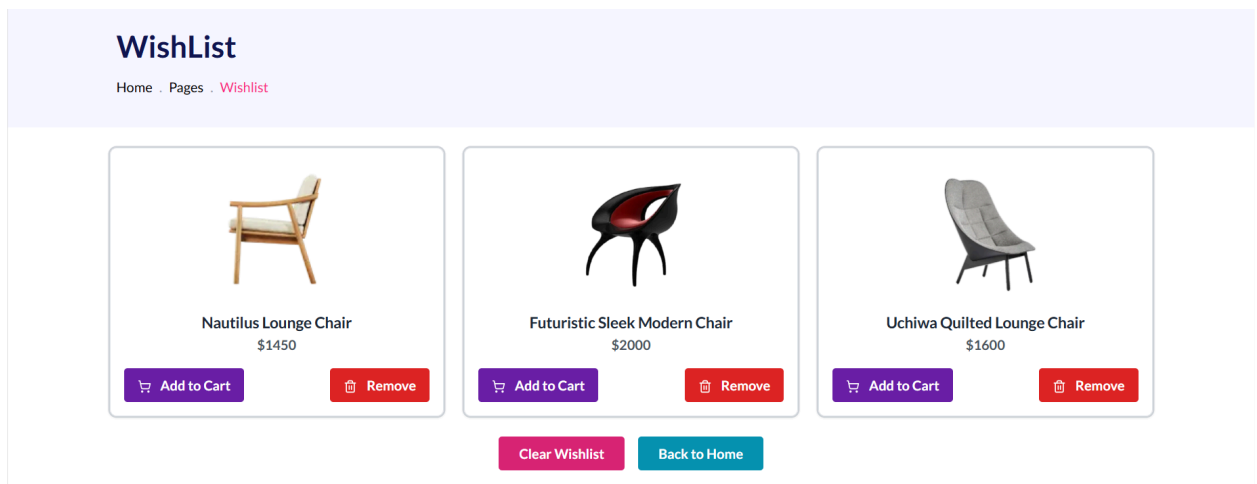 WishList
Home . Pages . Wishlist
Nautilus Lounge Chair
$1450
Add to Cart
Remove
Futuristic Sleek Modern Chair
$2000
Add to Cart
Remove
Uchiwa Quilted Lounge Chair
$1600
Add to Cart
Remove
Clear Wishlist
Back to Home